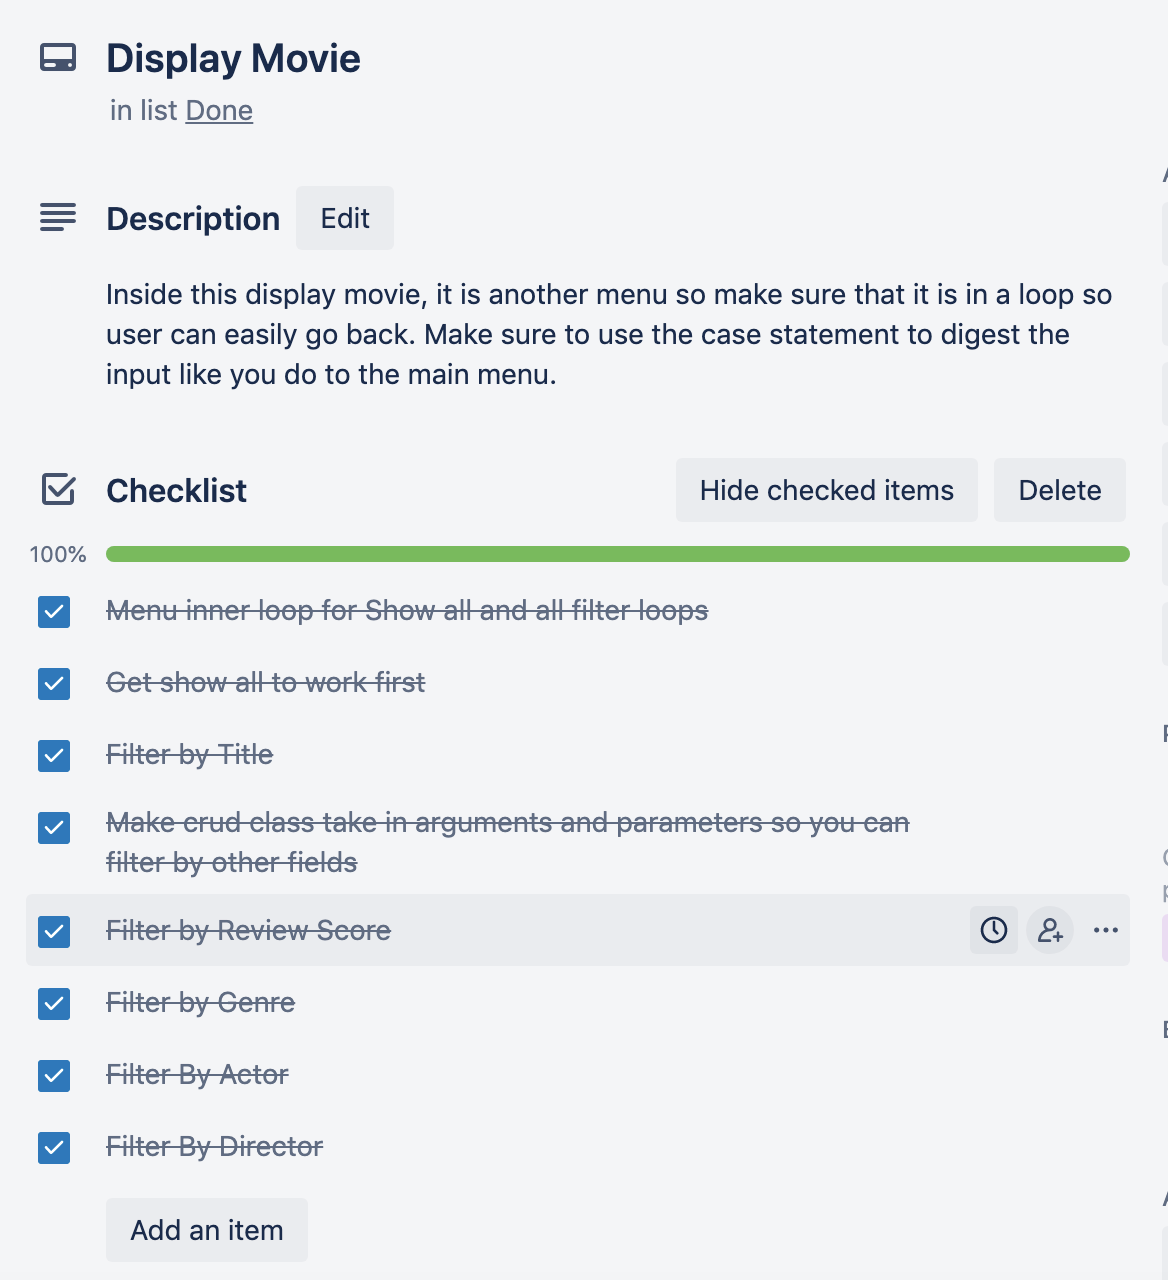 Display Movie
in list Done
Description Edit
Inside this display movie, it is another menu so make sure that it is in a loop so
user can easily go back. Make sure to use the case statement to digest the
input like you do to the main menu.
Checklist Hide checked items Delete
100%
Menu inner loop for Show all and all filter loops
Get show all to work first
Filter by Title
Make crud class take in arguments and parameters so you can
filter by other fields
Filter by Review Score
Filter by Genre
Filter By Actor
Filter By Director
Add an item